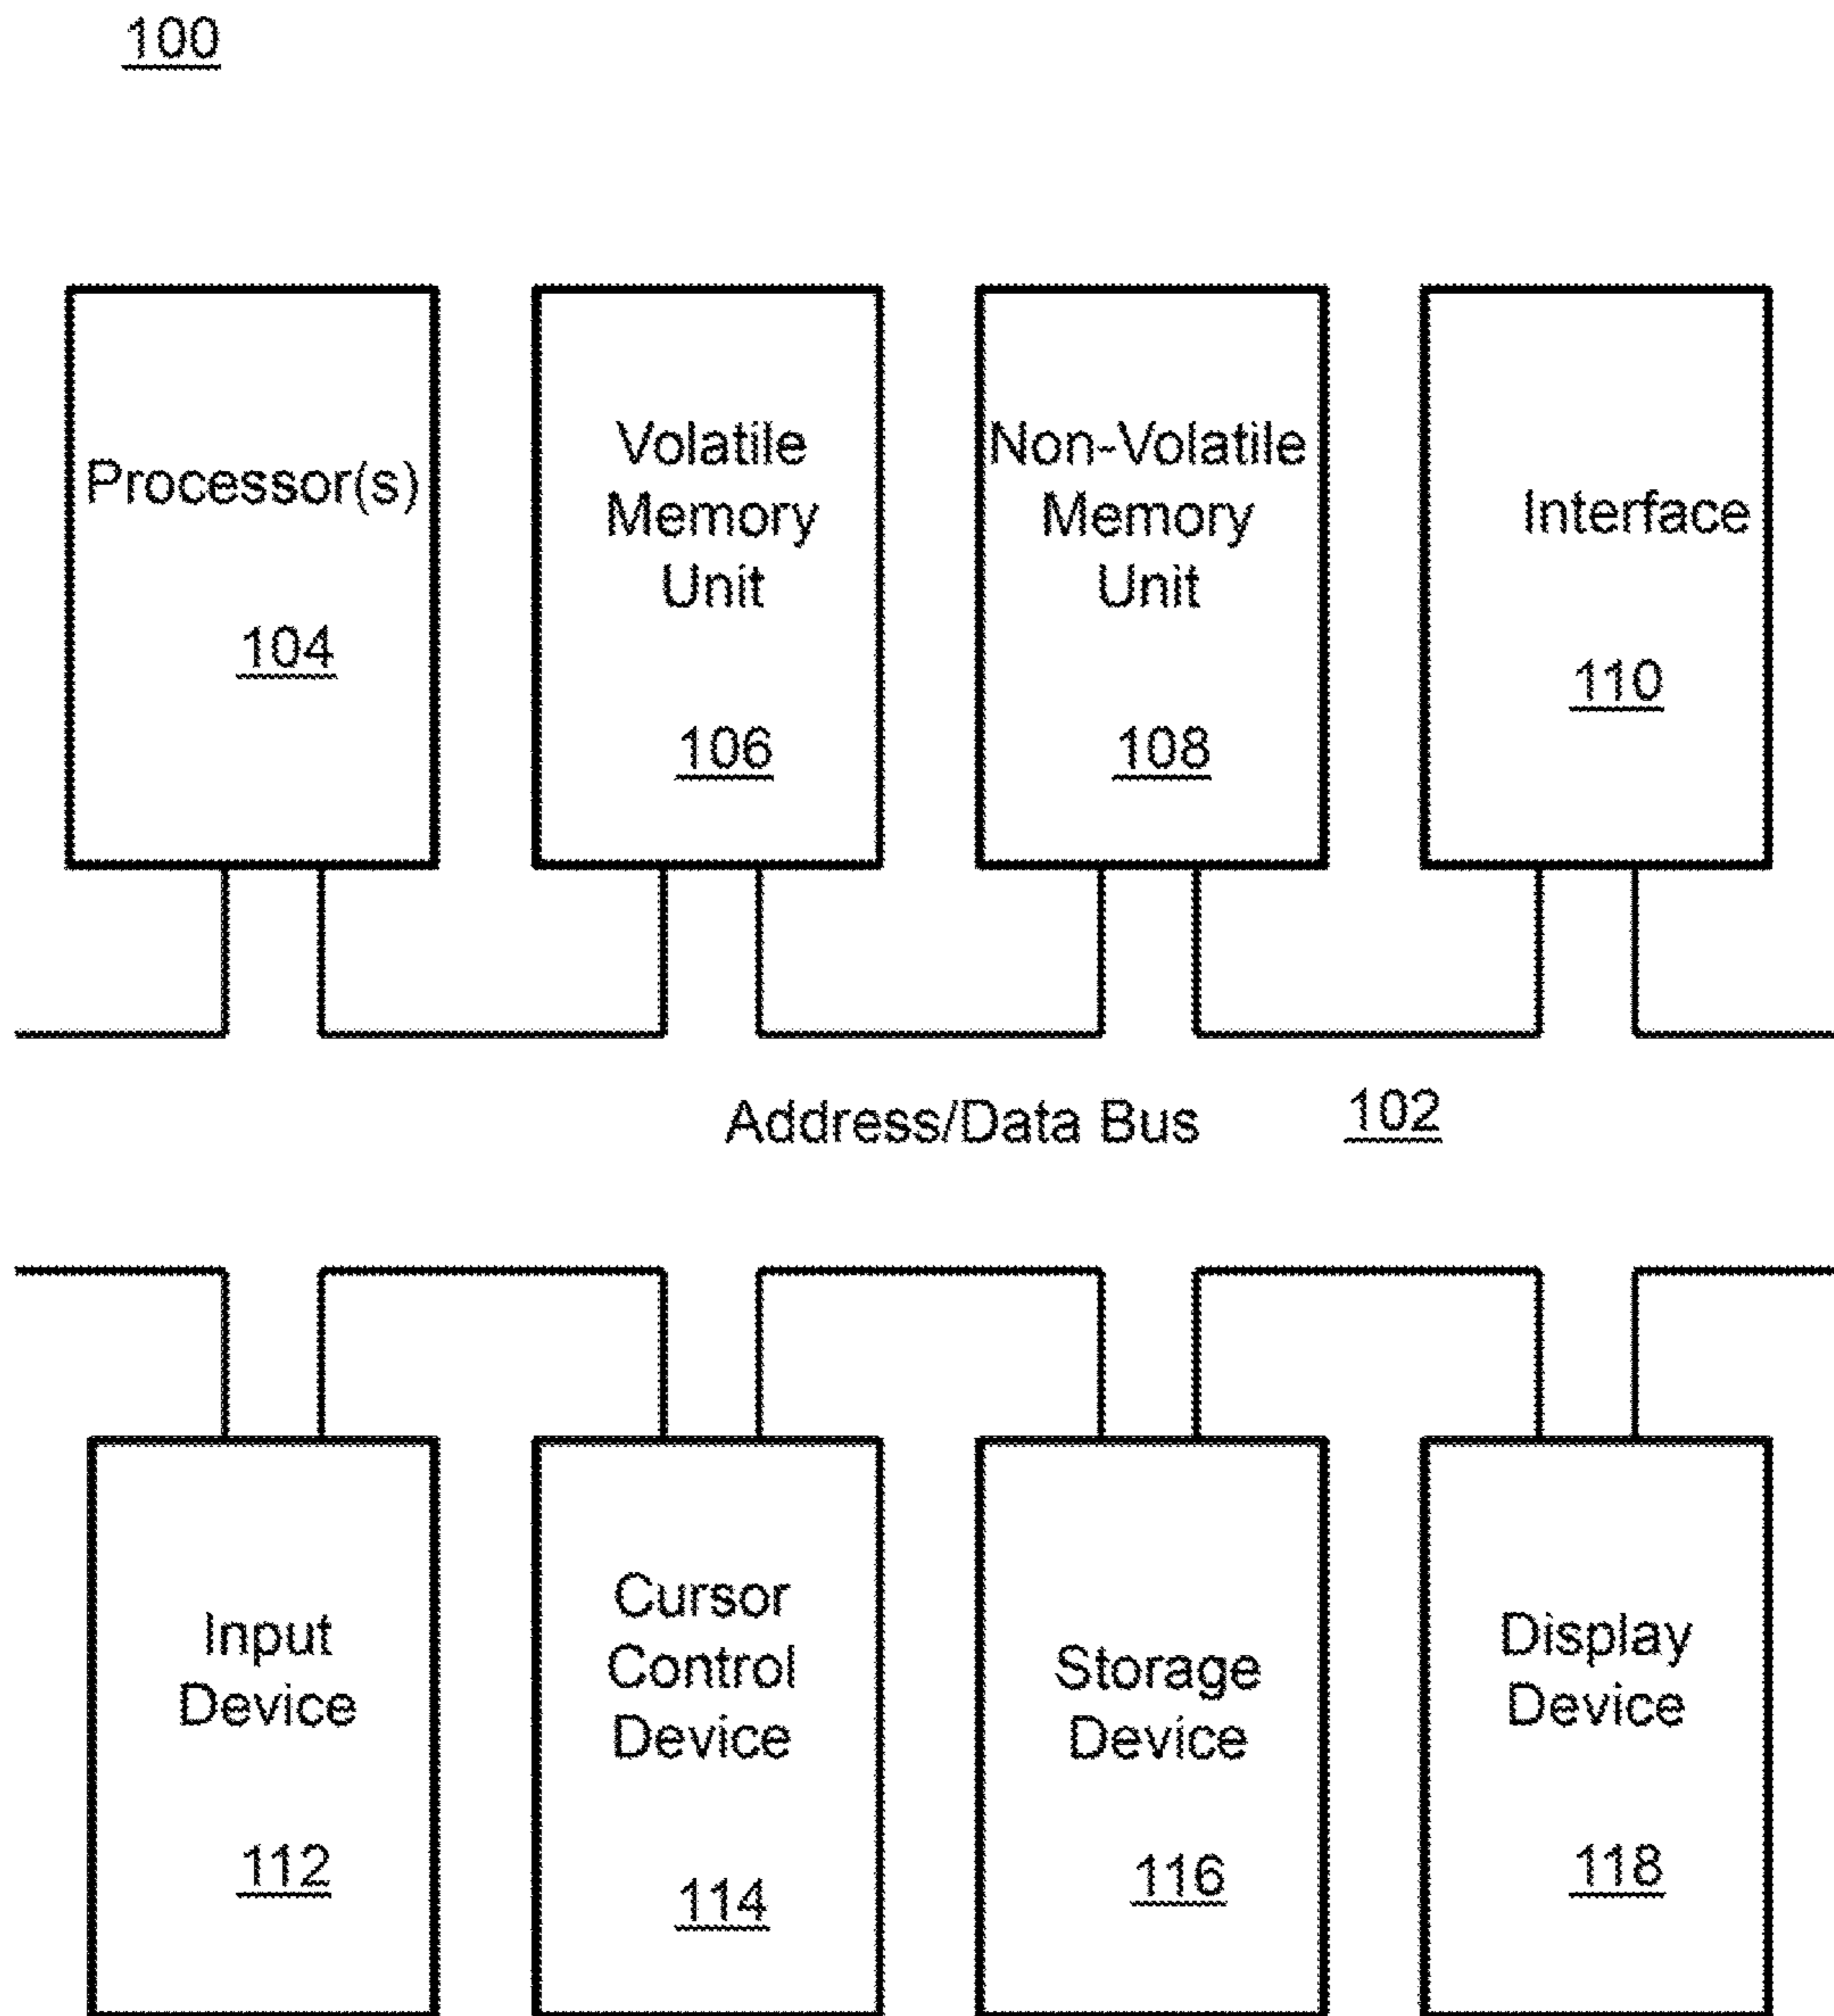 100
Processor(s)
104
Volatile
Memory
Unit
106
Non-Volatile
Memory
Unit
108
Interface
110
Address/Data Bus 102
Input
Device
112
Cursor
Control
Device
114
Storage
Device
116
Display
Device
118